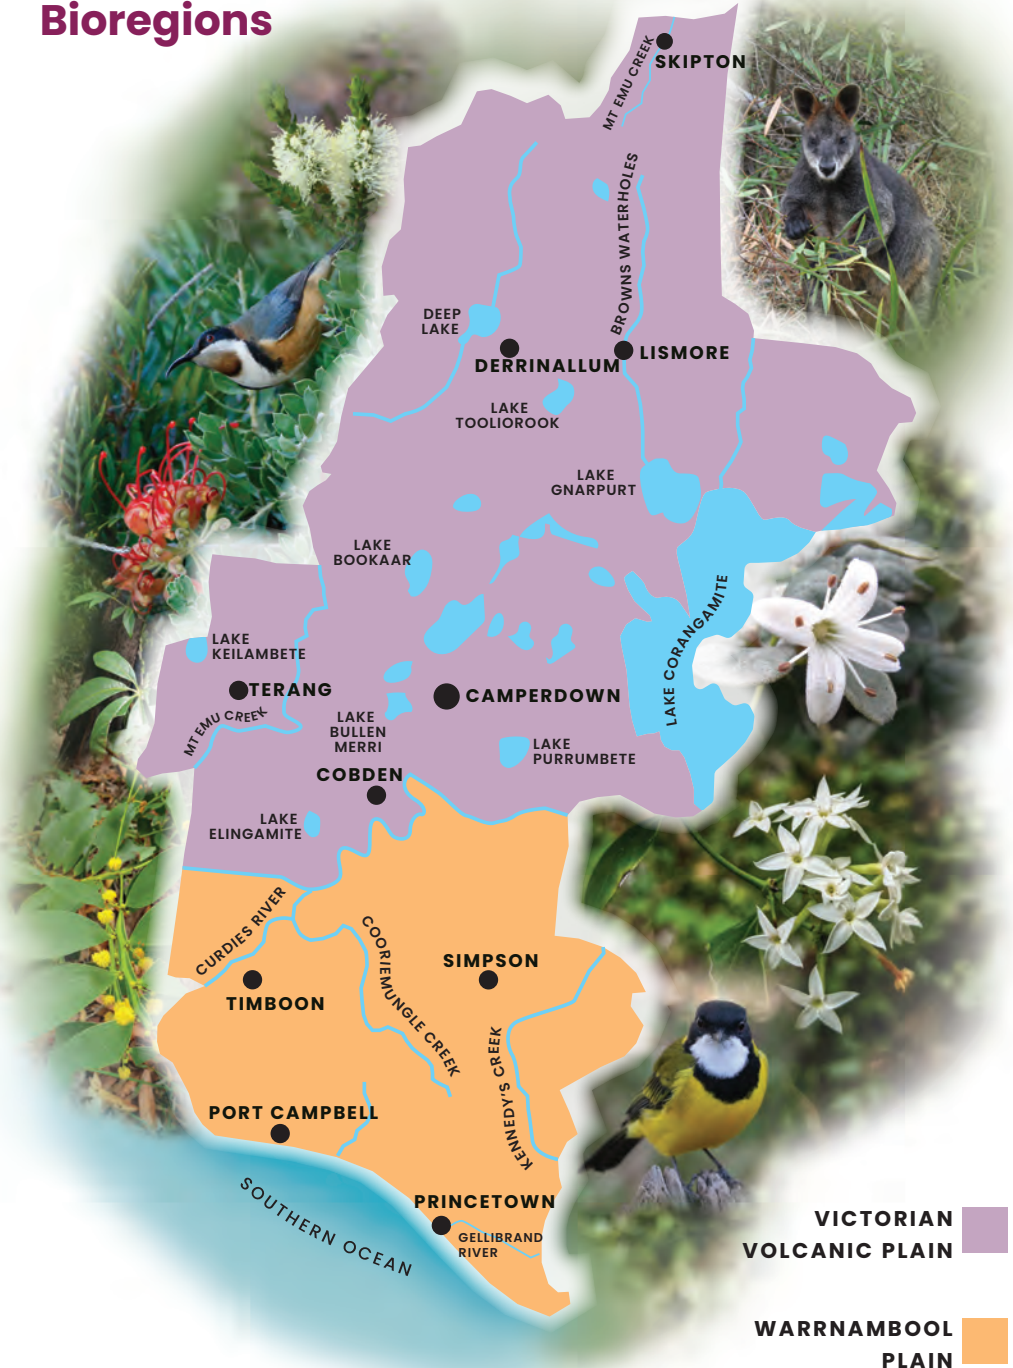 Bioregions
SKIPTON
MT EMU CREEK
BROWNS WATERHOLES
DEEP
LAKE
DERRINALLUM
LISMORE
LAKE
TOOLIOROOK
LAKE
GNARPURT
LAKE
BOOKAAR
LAKE CORANGAMITE
LAKE
KEILAMBETE
TERANG
CAMPERDOWN
MT EMU CREEK
LAKE
BULLEN
MERRI
LAKE
PURRUMBETE
COBDEN
LAKE
ELINGAMITE
CURDIES RIVER
COORIEMUNGLE CREEK
SIMPSON
TIMBOON
KENNEDY'S CREEK
PORT CAMPBELL
SOUTHERN OCEAN
PRINCETOWN
GELLIBRAND
RIVER
VICTORIAN
VOLCANIC PLAIN
WARRNAMBOOL
PLAIN